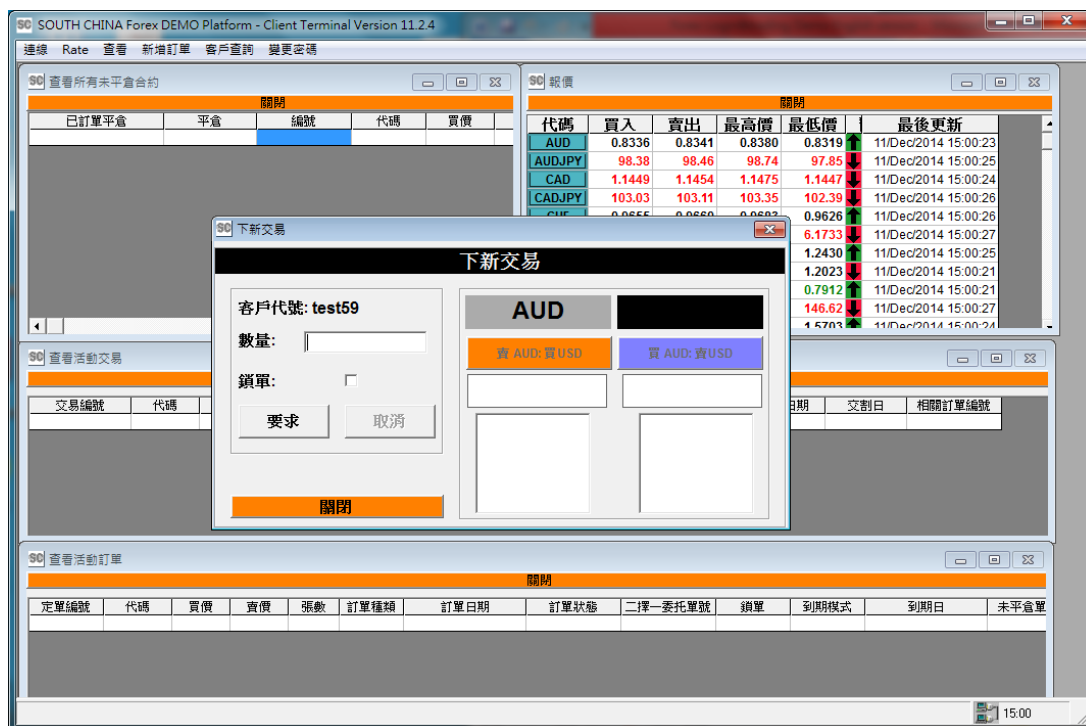 SC SOUTH CHINA Forex DEMO Platform - Client Terminal Version 11.2.4
連線 Rate 查看 新增訂單 客戶查詢 變更密碼
SC 查看所有未平倉合約
關閉
已訂單平倉 平倉 編號 代碼 買價
SC 報價
關閉
代碼 買入 賣出 最高價 最低價 最後更新
AUD 0.8336 0.8341 0.8380 0.8319 11/Dec/2014 15:00:23
AUDJPY 98.38 98.46 98.74 97.85 11/Dec/2014 15:00:25
CAD 1.1449 1.1454 1.1475 1.1447 11/Dec/2014 15:00:24
CADJPY 103.03 103.11 103.35 102.39 11/Dec/2014 15:00:26
0.9626 11/Dec/2014 15:00:26
6.1733 11/Dec/2014 15:00:27
1.2430 11/Dec/2014 15:00:25
1.2023 11/Dec/2014 15:00:21
0.7912 11/Dec/2014 15:00:21
146.62 11/Dec/2014 15:00:27
1.5703 11/Dec/2014 15:00:24
SC 下新交易
下新交易
客戶代號: test59
數量:
鎖單:
要求 取消
關閉
AUD
賣 AUD: 買USD 買 AUD: 賣USD
SC 查看活動交易
交易編號 代碼 日期 交割日 相關訂單編號
SC 查看活動訂單
關閉
定單編號 代碼 買價 賣價 張數 訂單種類 訂單日期 訂單狀態 二擇一委托單號 鎖單 到期模式 到期日 未平倉單
15:00